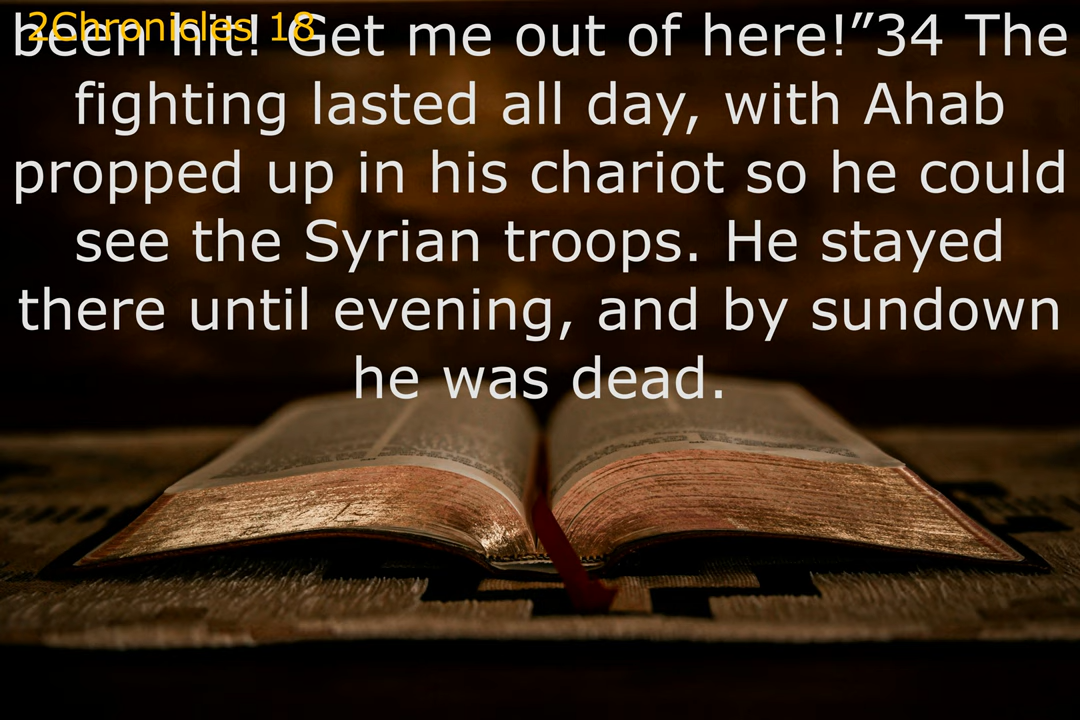 2Chronicles 18
been hit! Get me out of here!”34 The
fighting lasted all day, with Ahab
propped up in his chariot so he could
see the Syrian troops. He stayed
there until evening, and by sundown
he was dead.